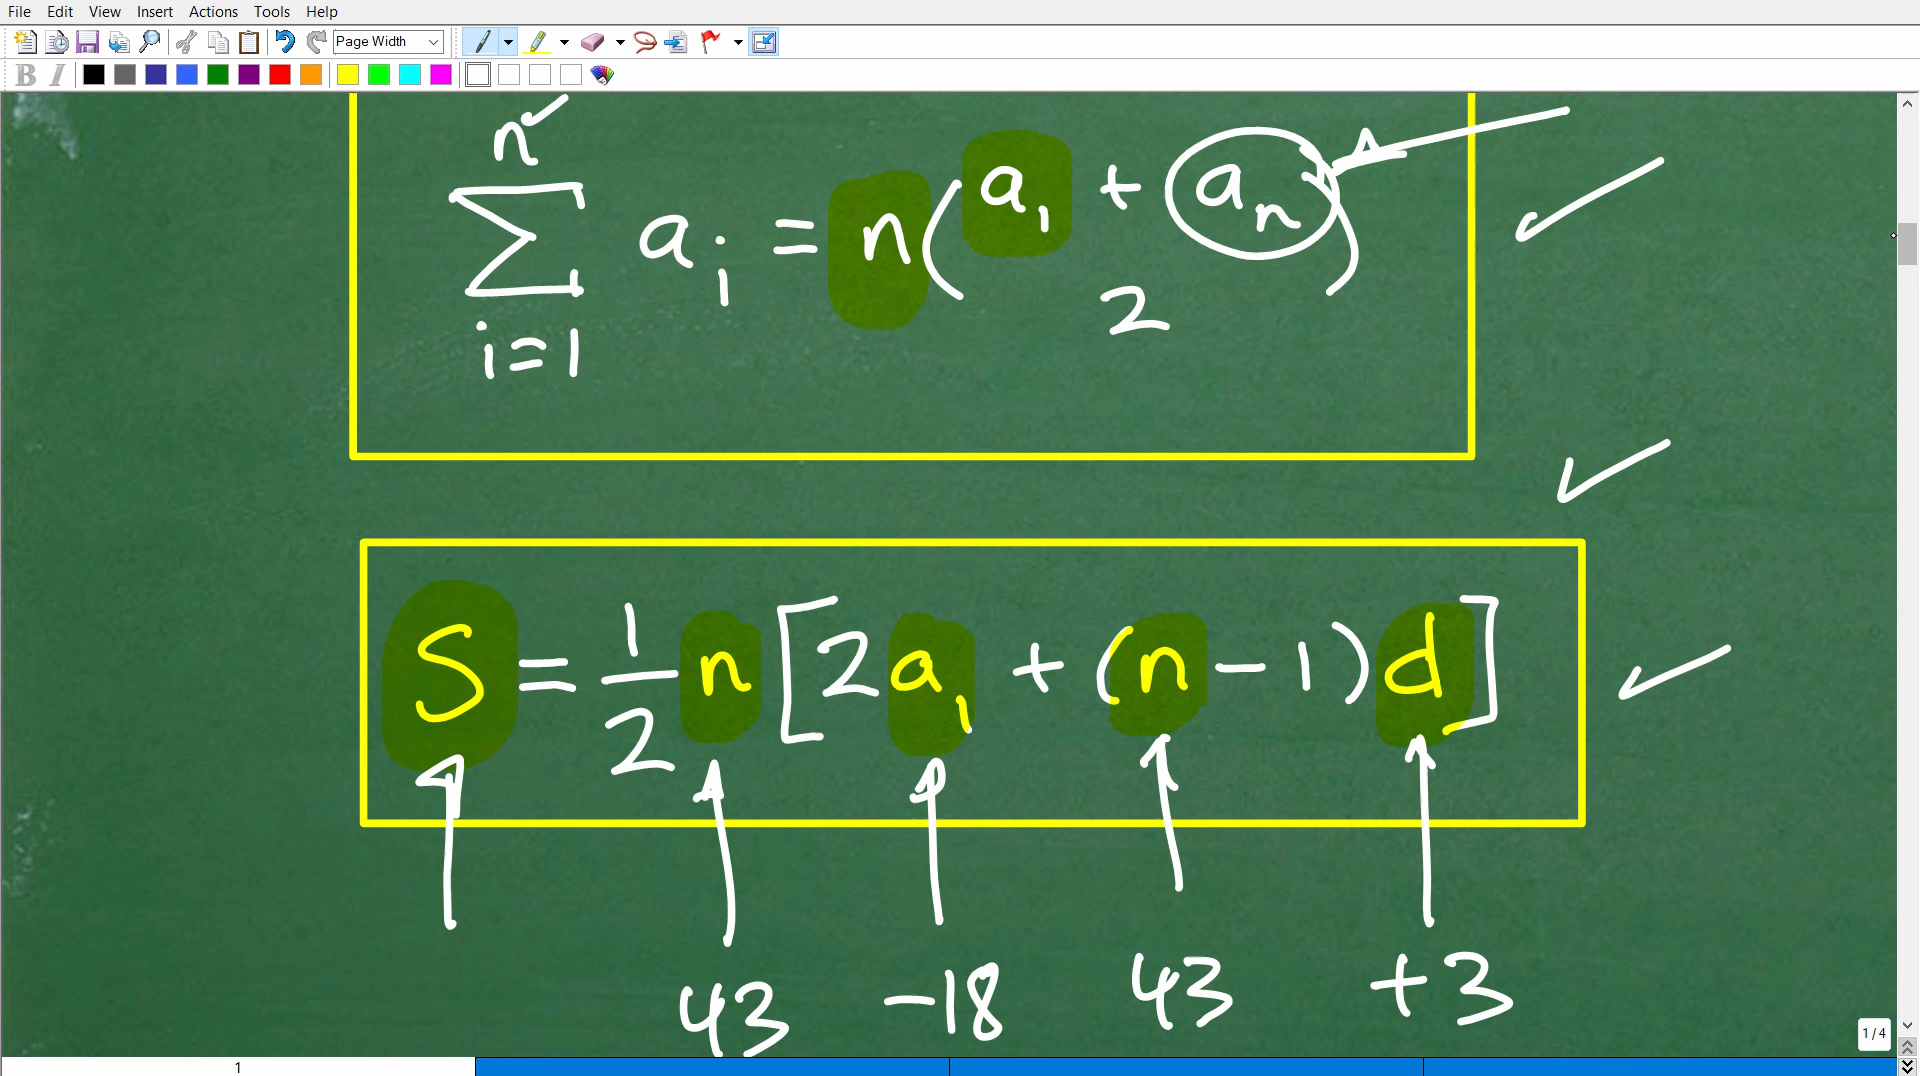 File Edit View Insert Actions Tools Help
Page Width
B I
n
∑ aᵢ = n(a₁ + aₙ)
2
i=1
S = 1/2 n [2a₁ + (n - 1)d]
43 -18 43 +3
1 / 4
1